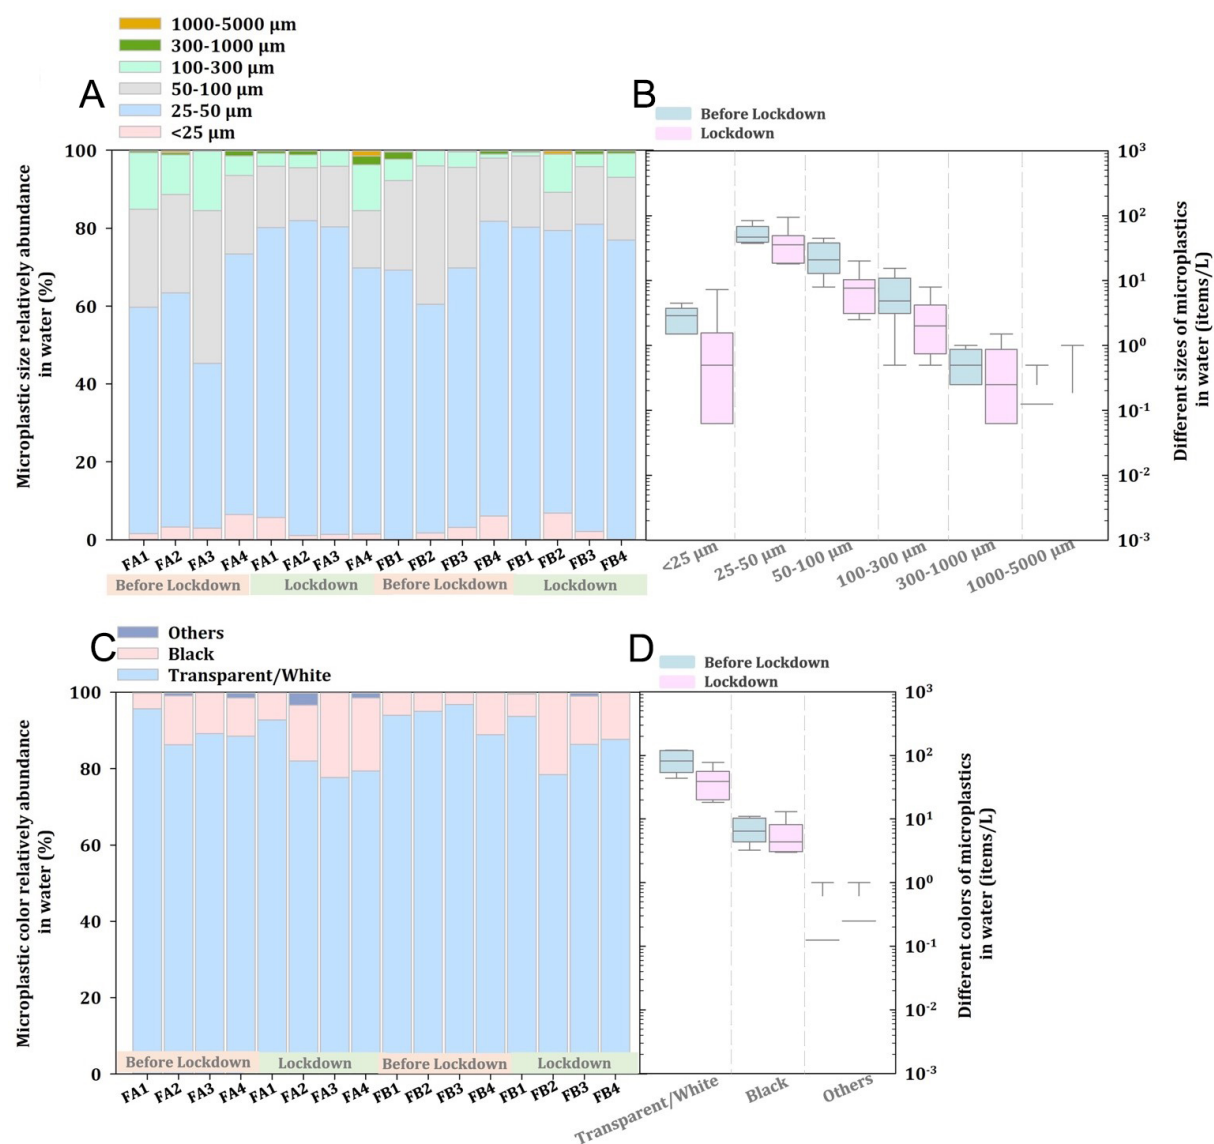 1000-5000 µm
300-1000 µm
100-300 µm
50-100 µm
25-50 µm
<25 µm
A
Microplastic size relatively abundance
in water (%)
100
80
60
40
20
0
FA1 FA2 FA3 FA4 FA1 FA2 FA3 FA4 FB1 FB2 FB3 FB4 FB1 FB2 FB3 FB4
Before Lockdown Lockdown Before Lockdown Lockdown
B
Before Lockdown
Lockdown
10³
10²
10¹
10⁰
10⁻¹
10⁻²
10⁻³
Different sizes of microplastics
in water (items/L)
<25 µm 25-50 µm 50-100 µm 100-300 µm 300-1000 µm 1000-5000 µm
C
Others
Black
Transparent/White
Microplastic color relatively abundance
in water (%)
100
80
60
40
20
0
Before Lockdown Lockdown Before Lockdown Lockdown
FA1 FA2 FA3 FA4 FA1 FA2 FA3 FA4 FB1 FB2 FB3 FB4 FB1 FB2 FB3 FB4
D
Before Lockdown
Lockdown
10³
10²
10¹
10⁰
10⁻¹
10⁻²
10⁻³
Different colors of microplastics
in water (items/L)
Transparent/White Black Others